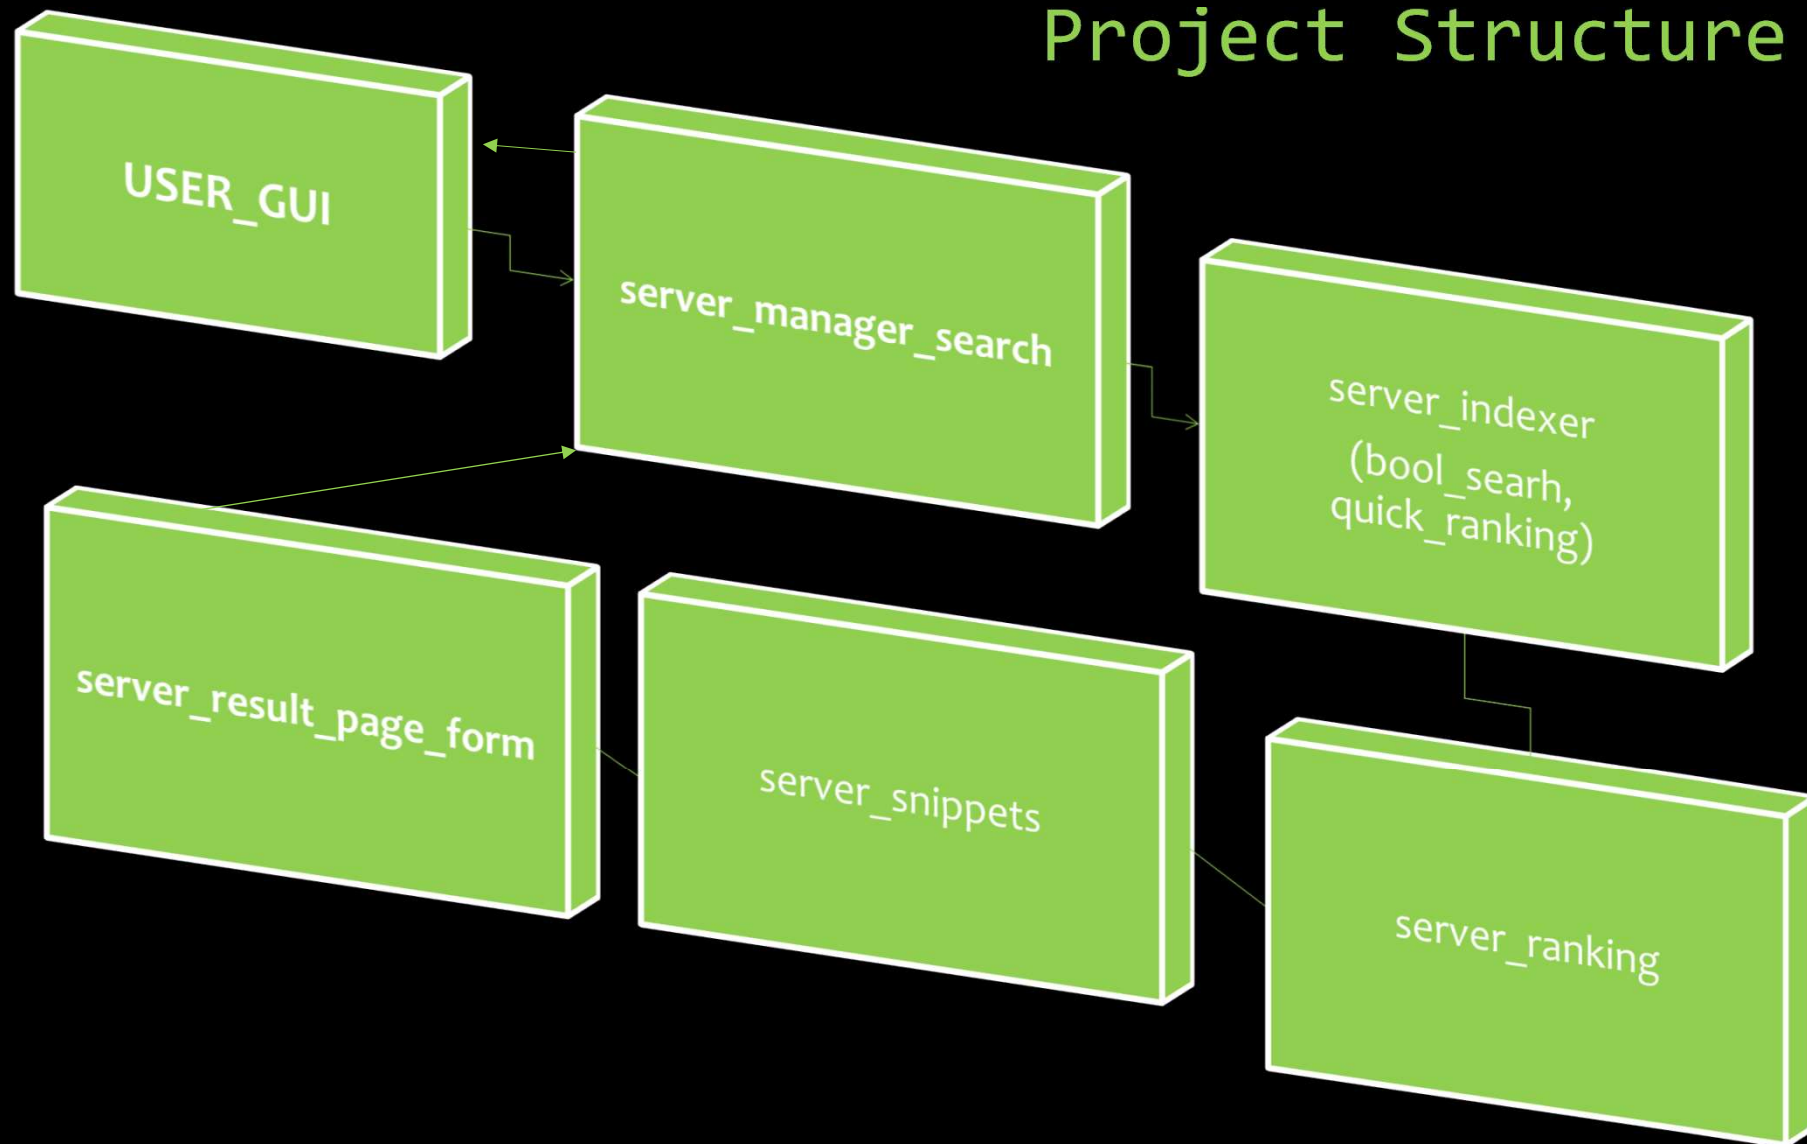 Project Structure
USER_GUI
server_manager_search
server_indexer
(bool_searh,
quick_ranking)
server_result_page_form
server_snippets
server_ranking